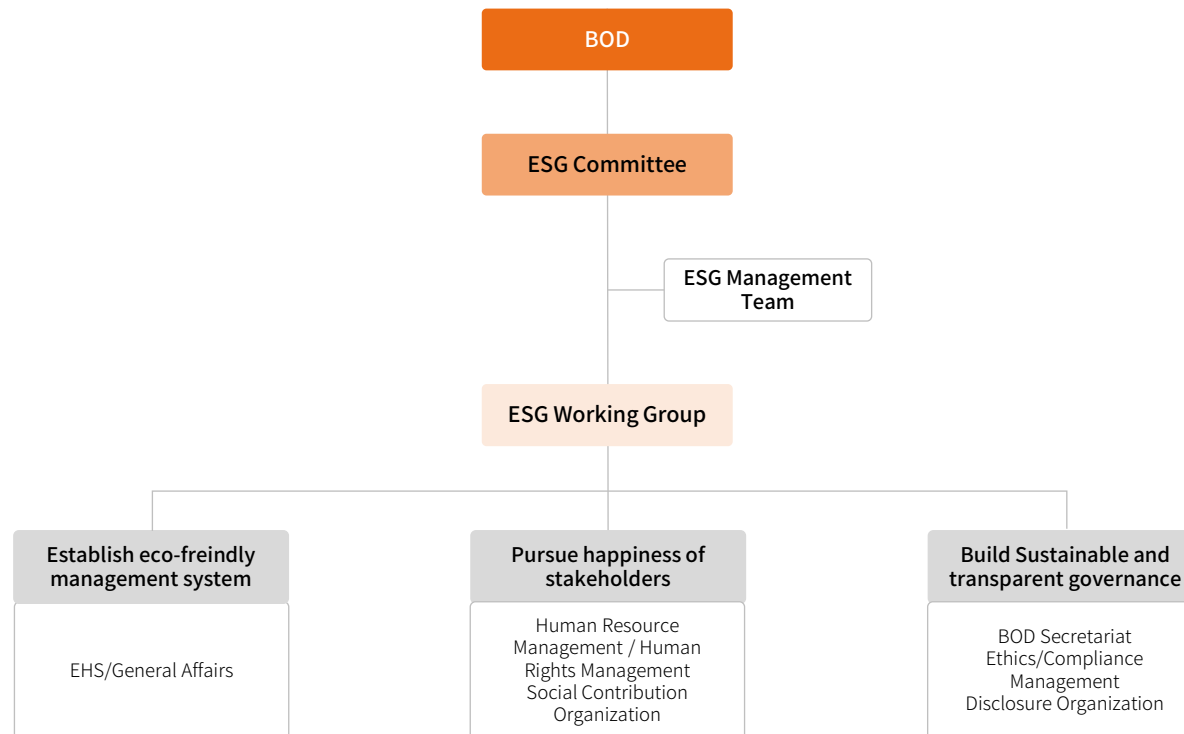 BOD
ESG Committee
ESG Management
Team
ESG Working Group
Establish eco-freindly
management system
EHS/General Affairs
Pursue happiness of
stakeholders
Human Resource
Management / Human
Rights Management
Social Contribution
Organization
Build Sustainable and
transparent governance
BOD Secretariat
Ethics/Compliance
Management
Disclosure Organization